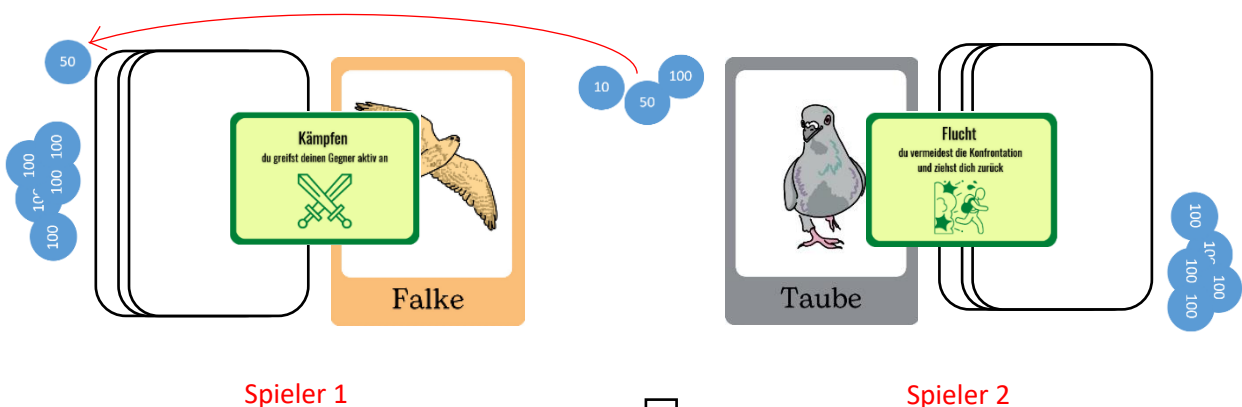 50
100
100
100
100
100
Kämpfen
du greifst deinen Gegner aktiv an
Falke
10
50
100
Taube
Flucht
du vermeidest die Konfrontation
und ziehst dich zurück
100
100
100
100
100
Spieler 1
Spieler 2